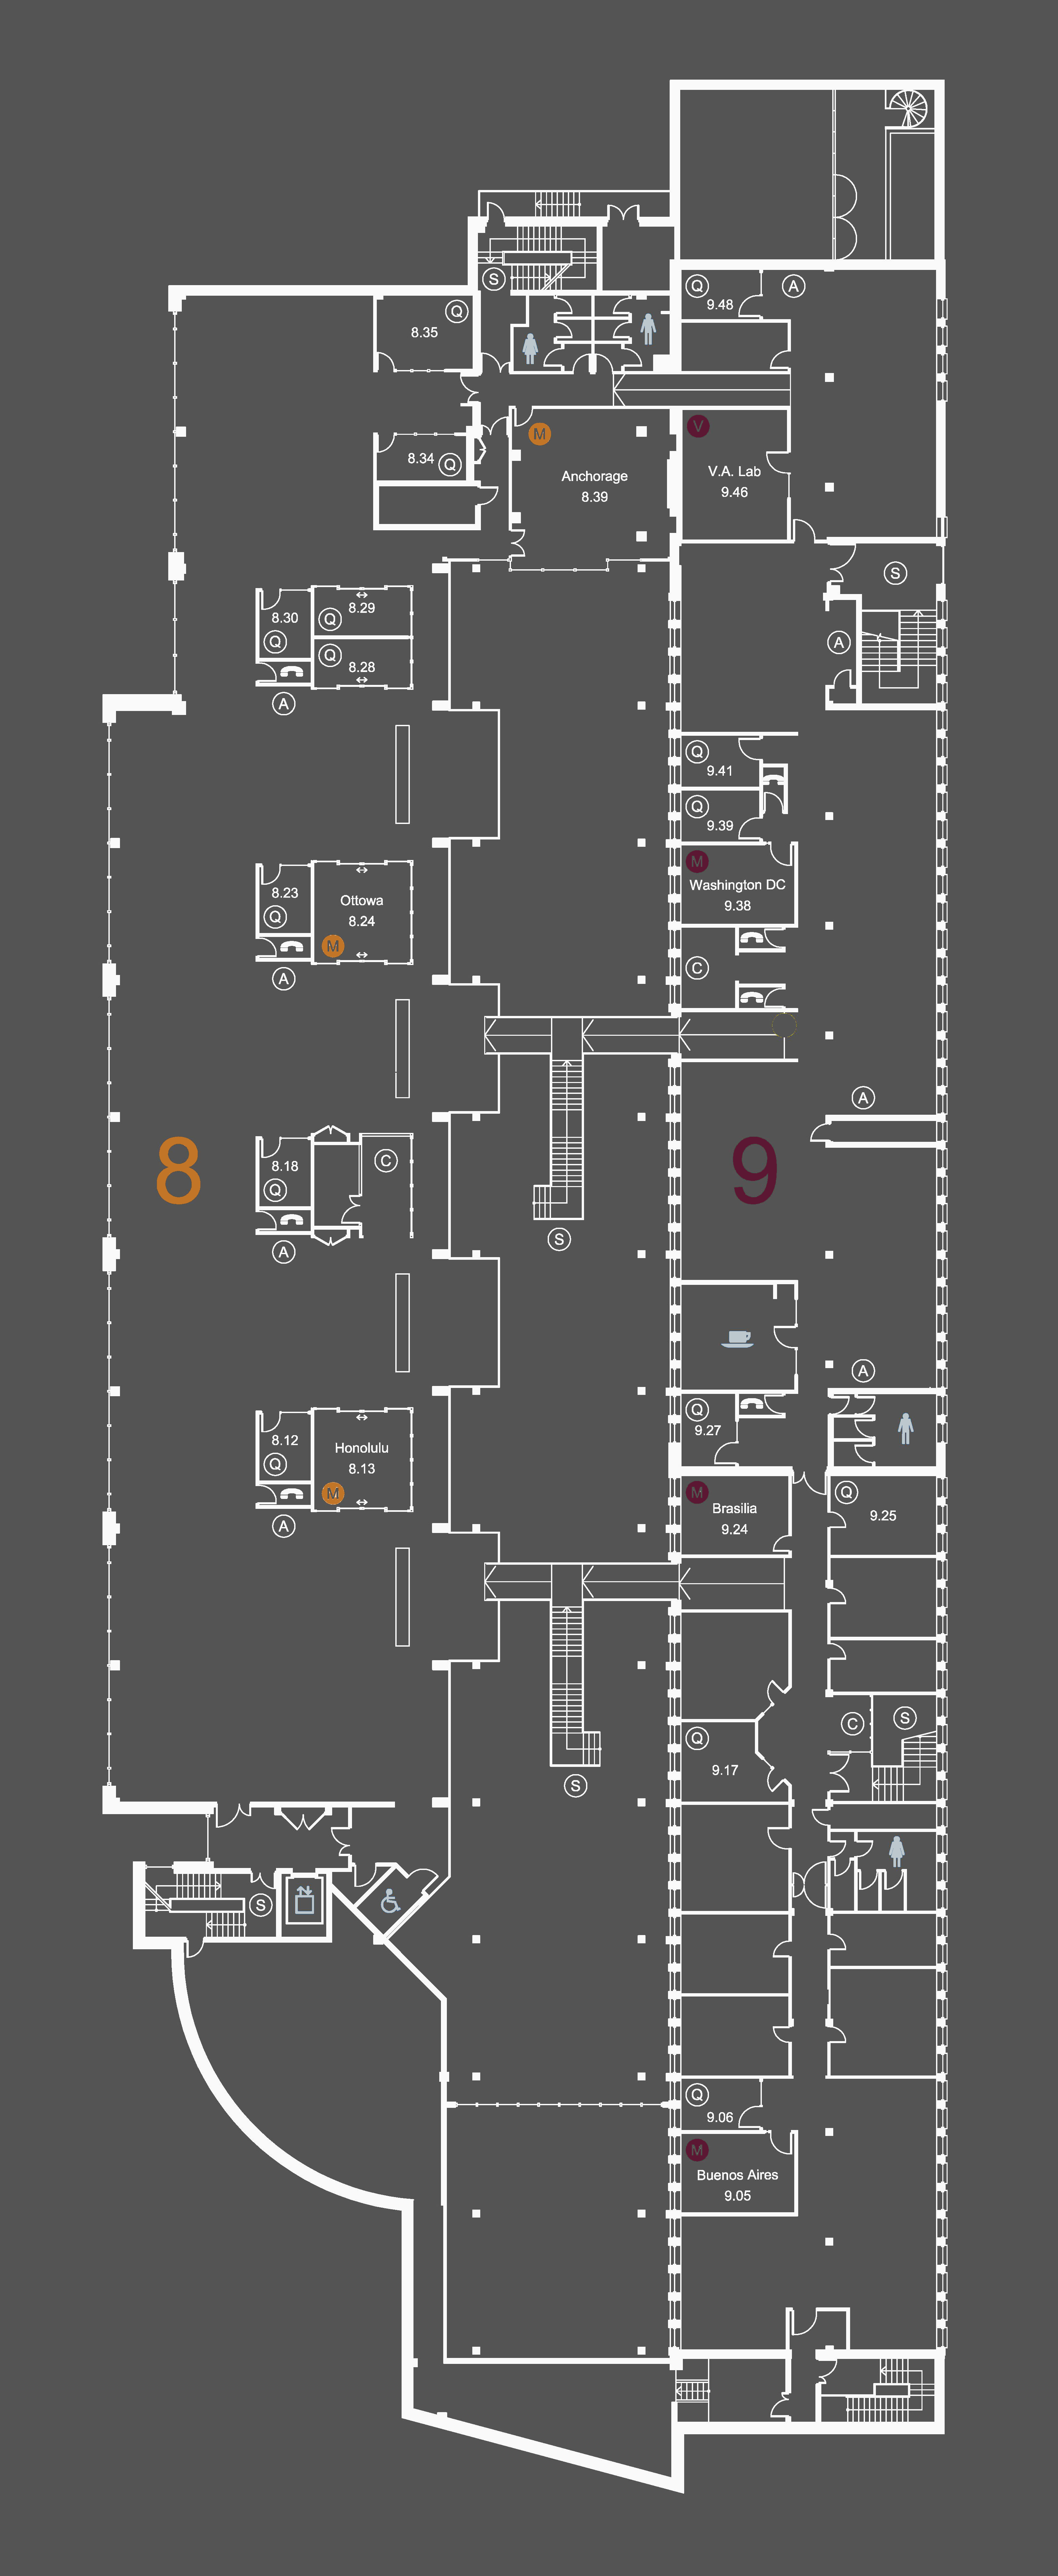 S
Q
9.48
A
Q
8.35
M
V
8.34
Q
Anchorage
8.39
V.A. Lab
9.46
S
8.29
8.30
Q
Q
Q
8.28
A
A
Q
9.41
Q
9.39
M
Washington DC
9.38
8.23
Q
Ottowa
8.24
M
C
A
A
8
8.18
Q
C
9
A
S
A
Q
9.27
8.12
Q
Honolulu
8.13
M
A
M
Brasilia
9.24
Q
9.25
Q
9.17
C
S
S
S
Q
9.06
M
Buenos Aires
9.05